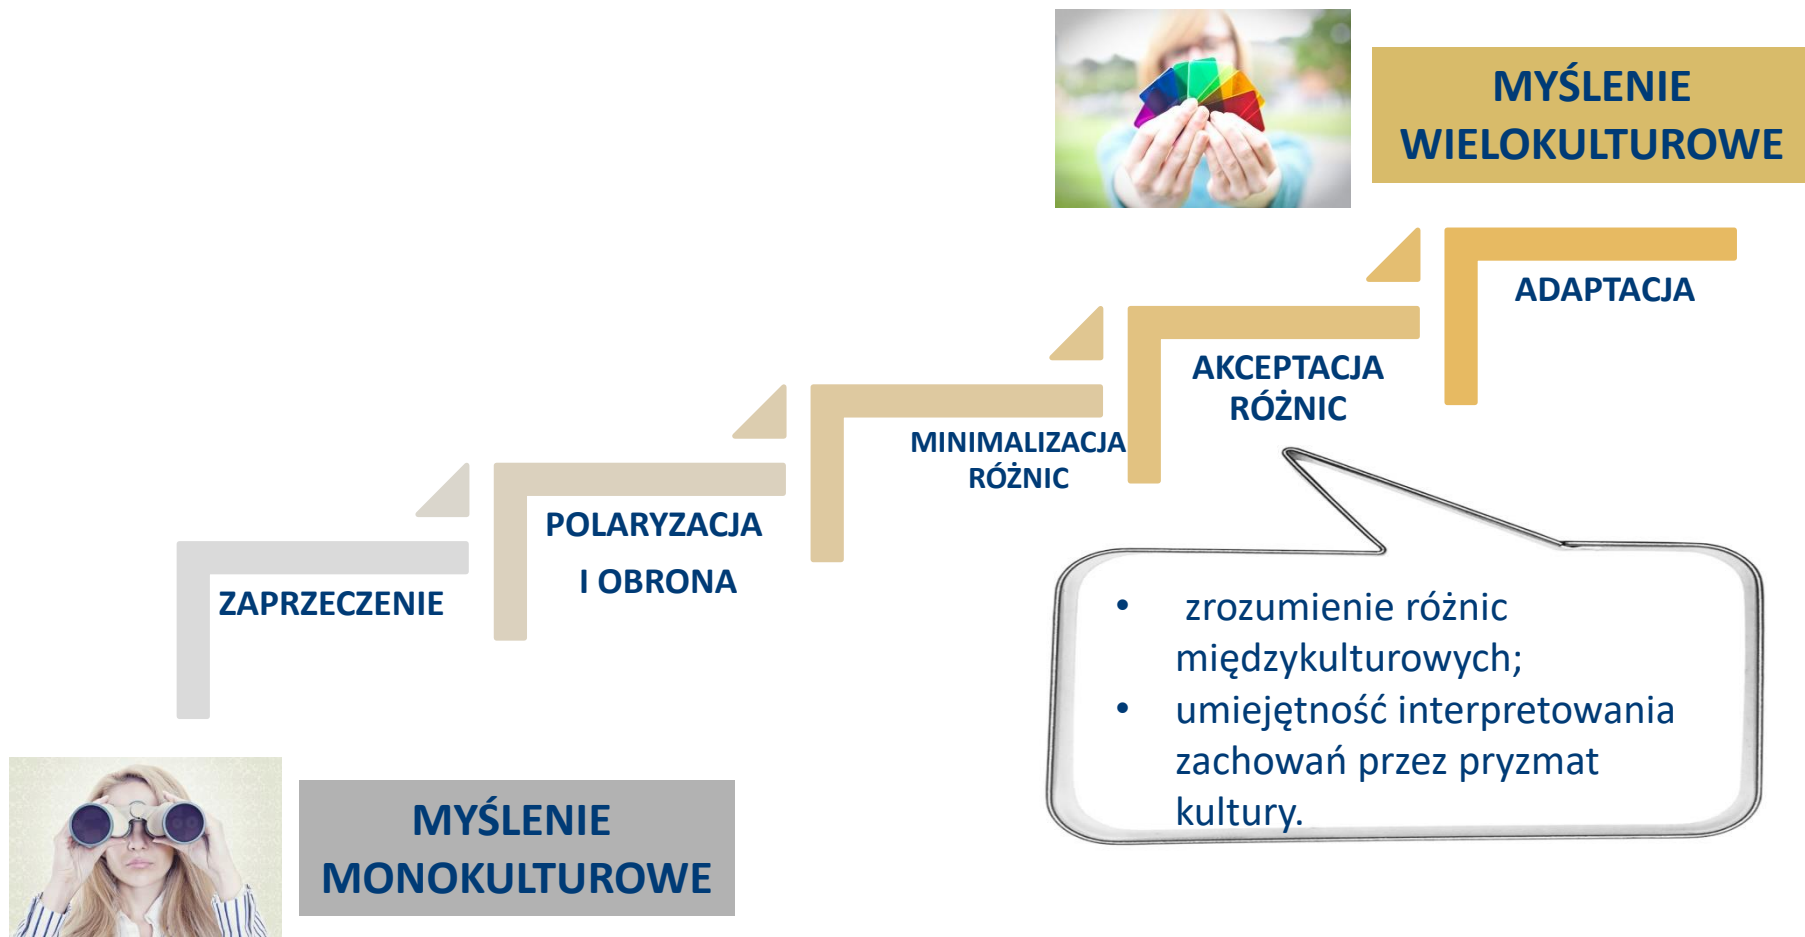 MYŚLENIE
WIELOKULTUROWE
ADAPTACJA
AKCEPTACJA
RÓŻNIC
MINIMALIZACJA
RÓŻNIC
POLARYZACJA
I OBRONA
ZAPRZECZENIE
• zrozumienie różnic
międzykulturowych;
• umiejętność interpretowania
zachowań przez pryzmat
kultury.
MYŚLENIE
MONOKULTUROWE